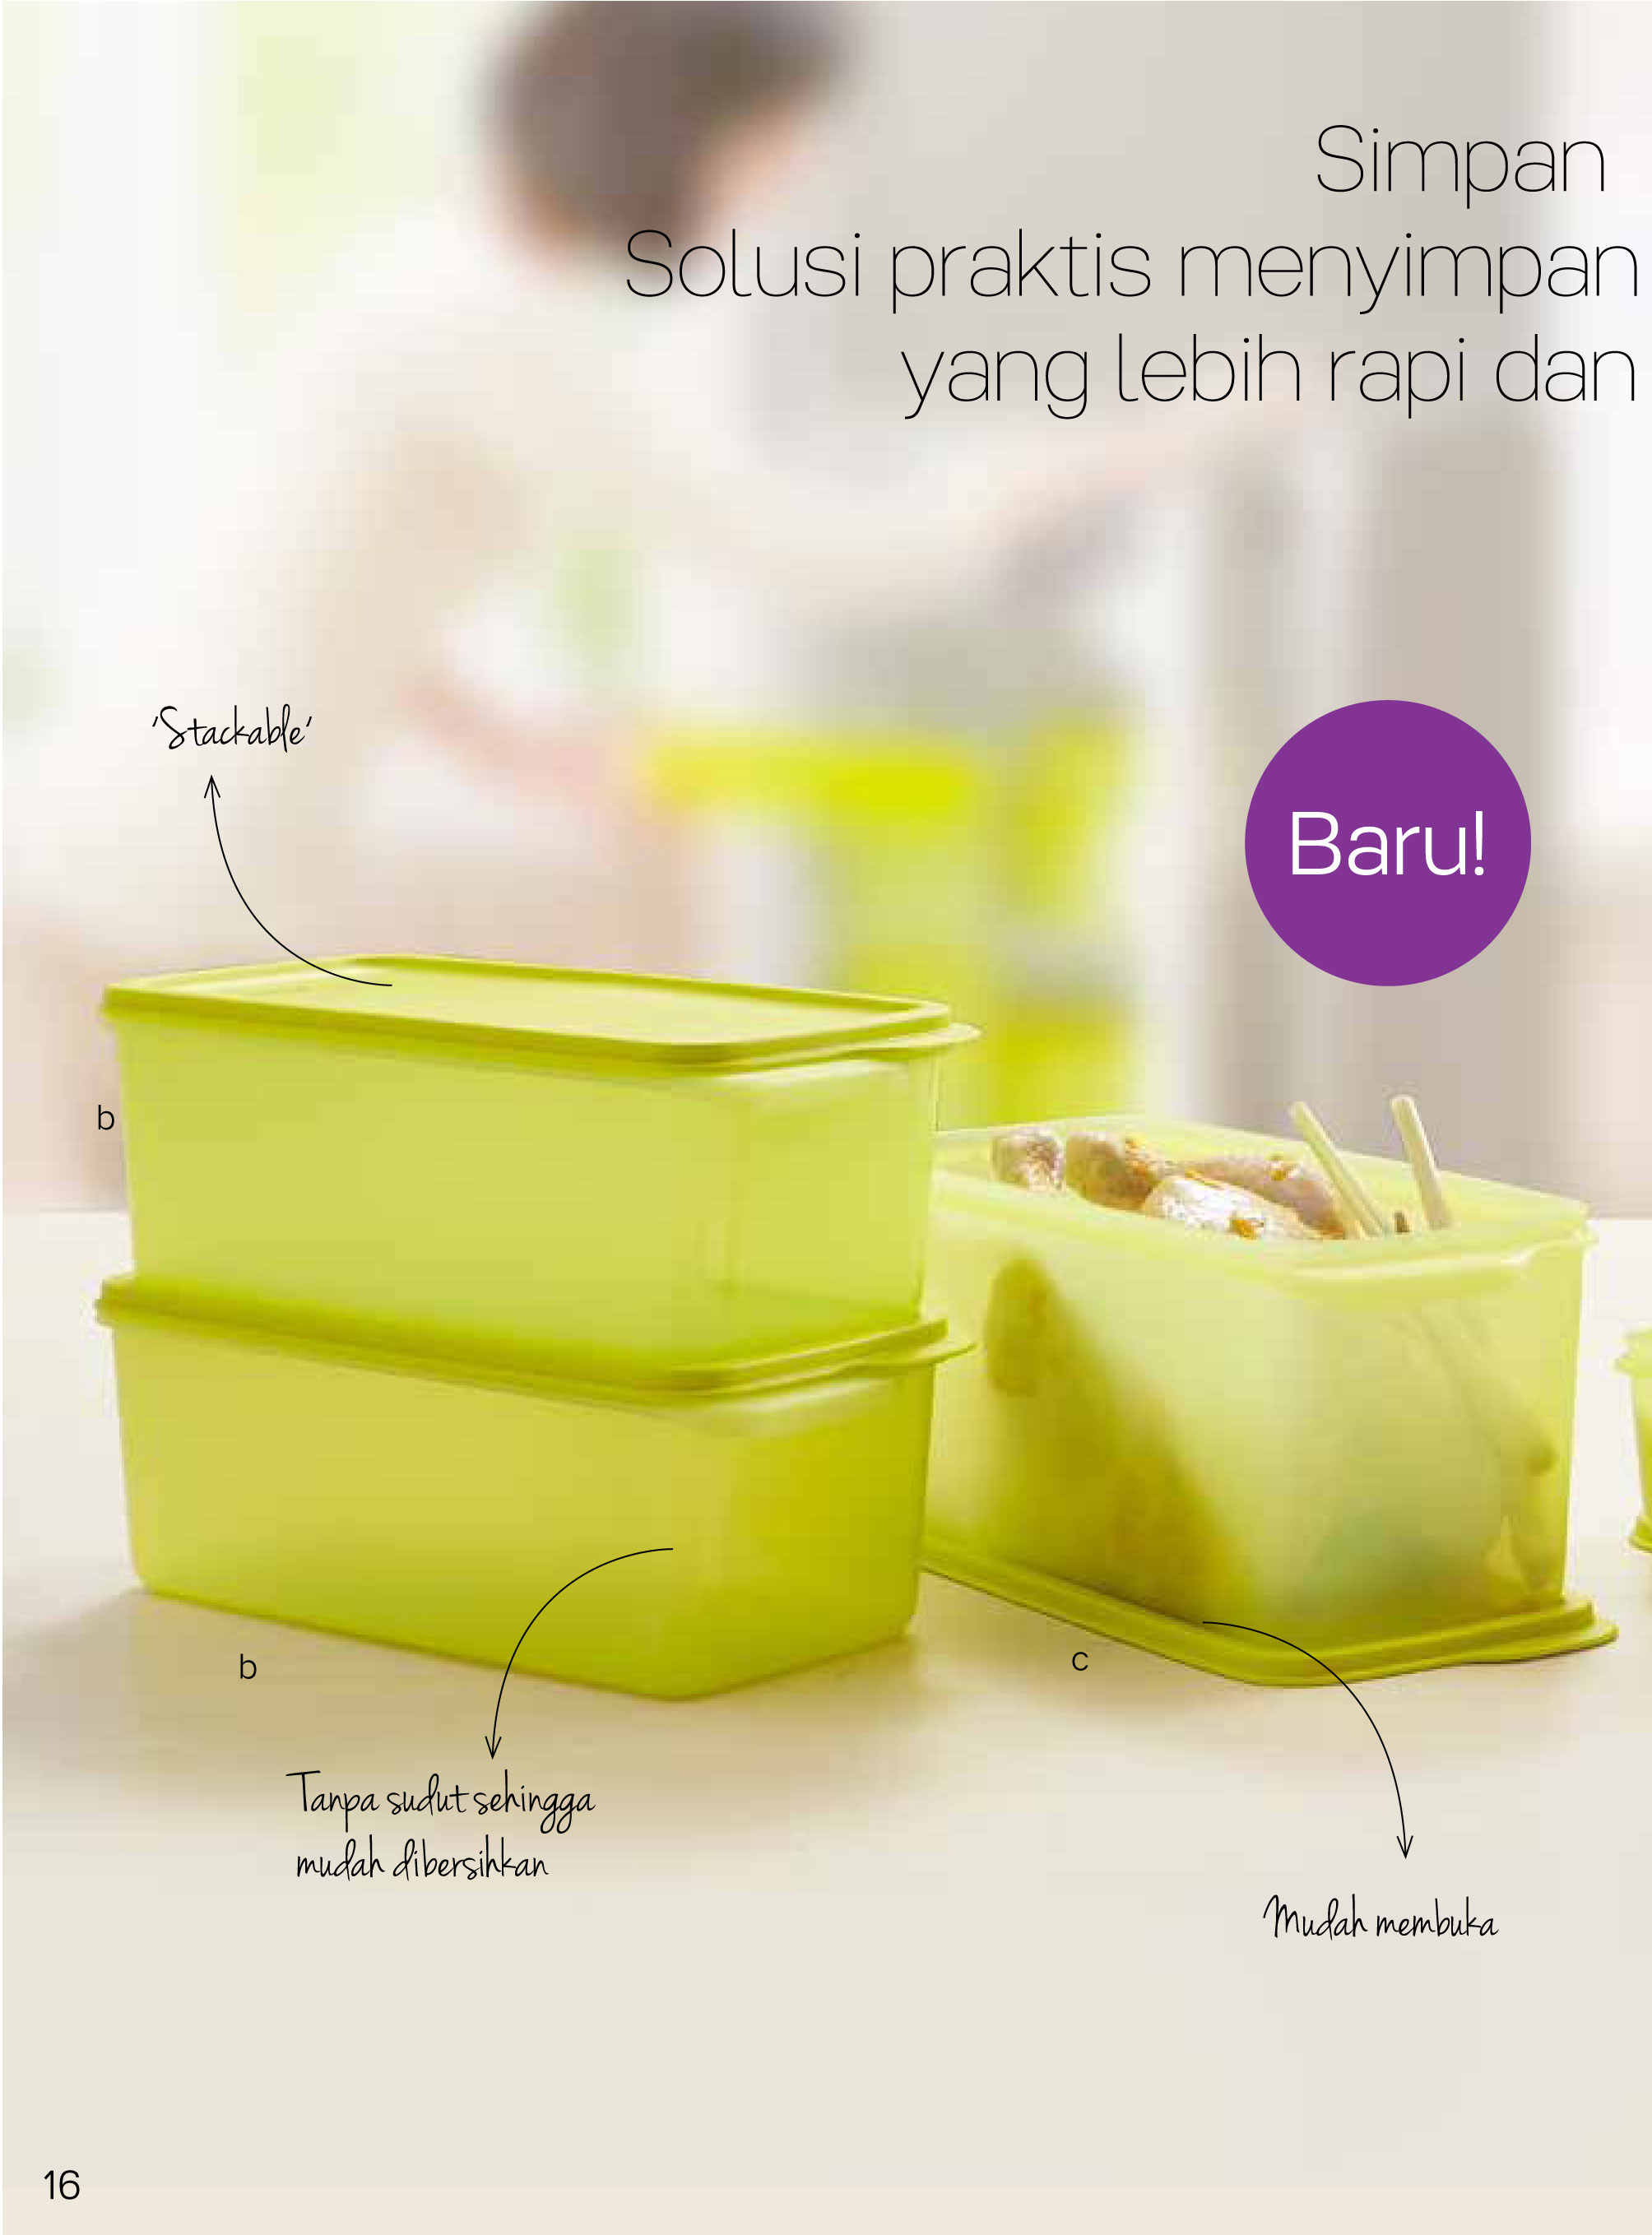 Simpan
Solusi praktis menyimpan
yang lebih rapi dan
'Stackable'
Baru!
b
b
c
Tanpa sudut sehingga
mudah dibersihkan
Mudah membuka
16